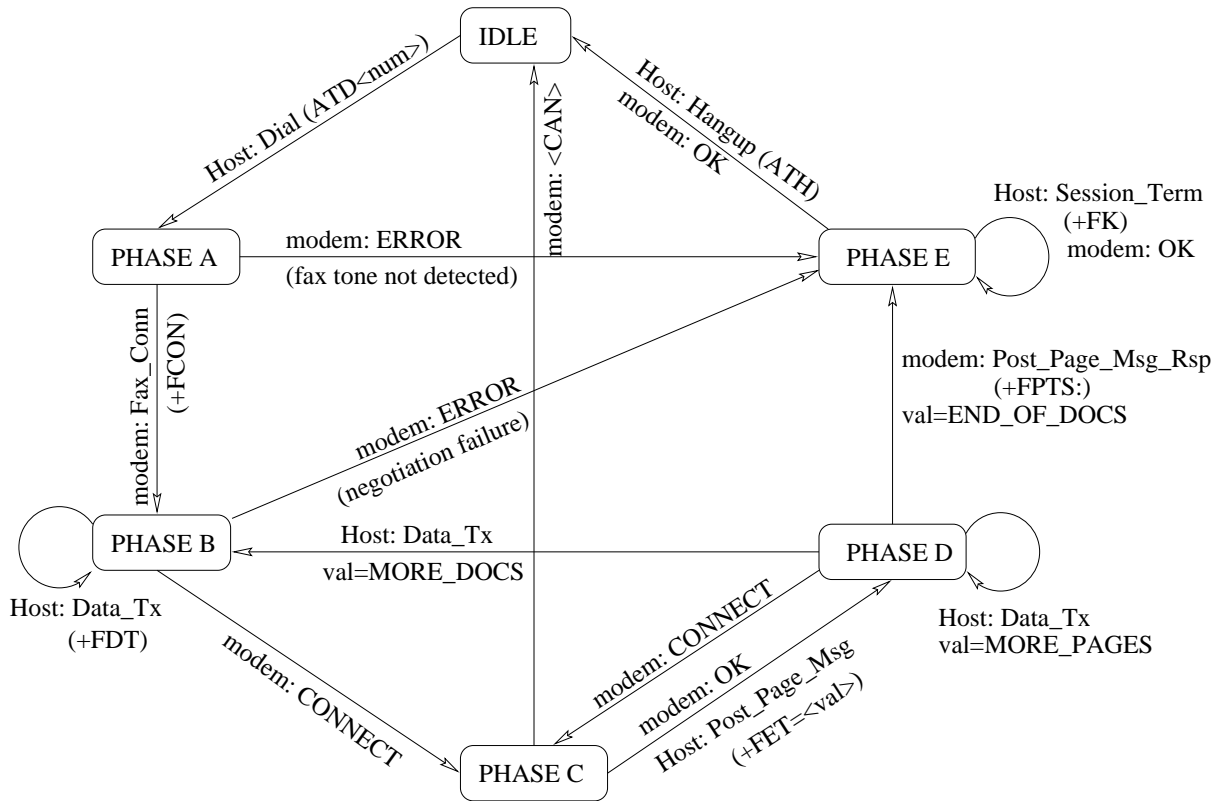 IDLE
Host: Dial (ATD<num>)
modem: <CAN>
Host: Hangup (ATH)
modem: OK
PHASE A
modem: ERROR
(fax tone not detected)
PHASE E
Host: Session_Term
(+FK)
modem: OK
modem: Fax_Conn
(+FCON)
modem: ERROR
(negotiation failure)
modem: Post_Page_Msg_Rsp
(+FPTS:)
val=END_OF_DOCS
PHASE B
Host: Data_Tx
(+FDT)
Host: Data_Tx
val=MORE_DOCS
PHASE D
Host: Data_Tx
val=MORE_PAGES
modem: CONNECT
modem: CONNECT
modem: OK
Host: Post_Page_Msg
(+FET=<val>)
PHASE C